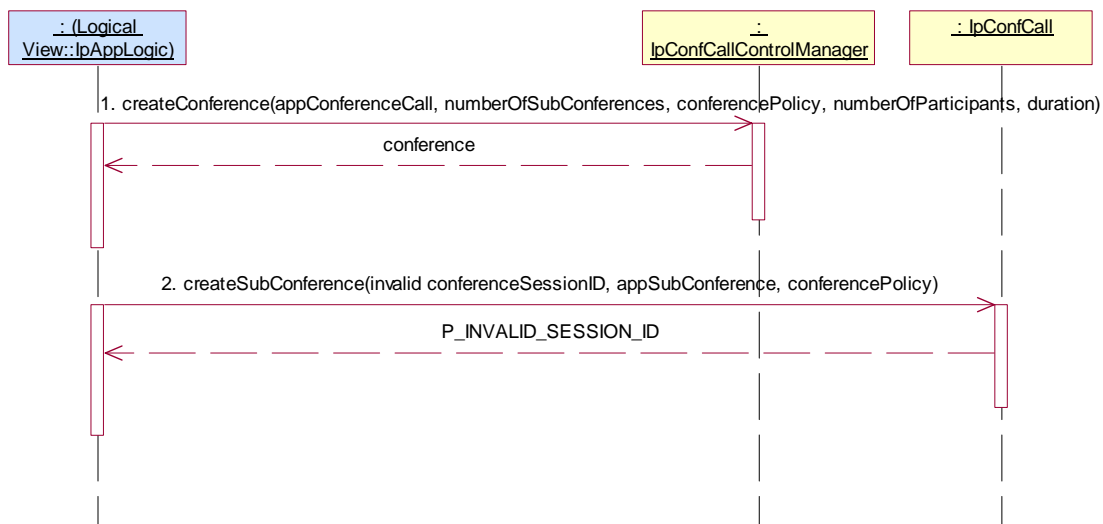 : (Logical
View::IpAppLogic)
:
IpConfCallControlManager
: IpConfCall
1. createConference(appConferenceCall, numberOfSubConferences, conferencePolicy, numberOfParticipants, duration)
conference
2. createSubConference(invalid conferenceSessionID, appSubConference, conferencePolicy)
P_INVALID_SESSION_ID